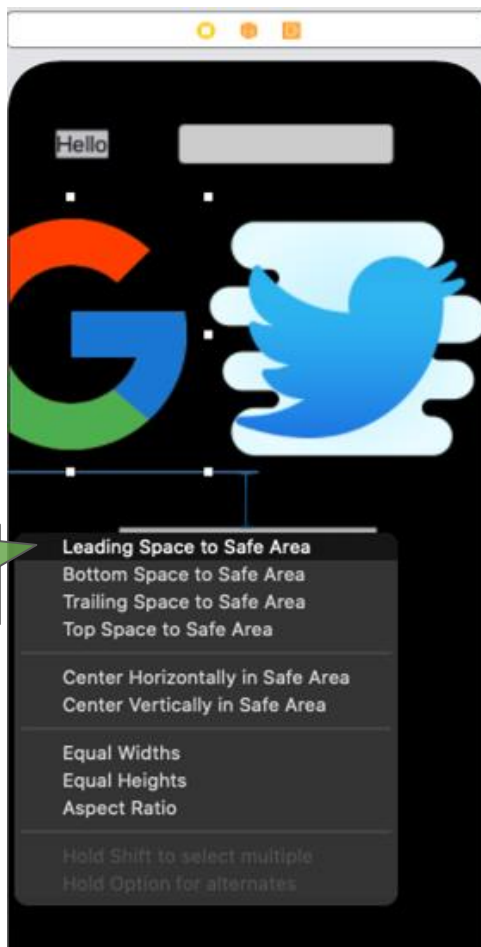 Hello
Leading Space to Safe Area
Bottom Space to Safe Area
Trailing Space to Safe Area
Top Space to Safe Area
Center Horizontally in Safe Area
Center Vertically in Safe Area
Equal Widths
Equal Heights
Aspect Ratio
Hold Shift to select multiple
Hold Option for alternates